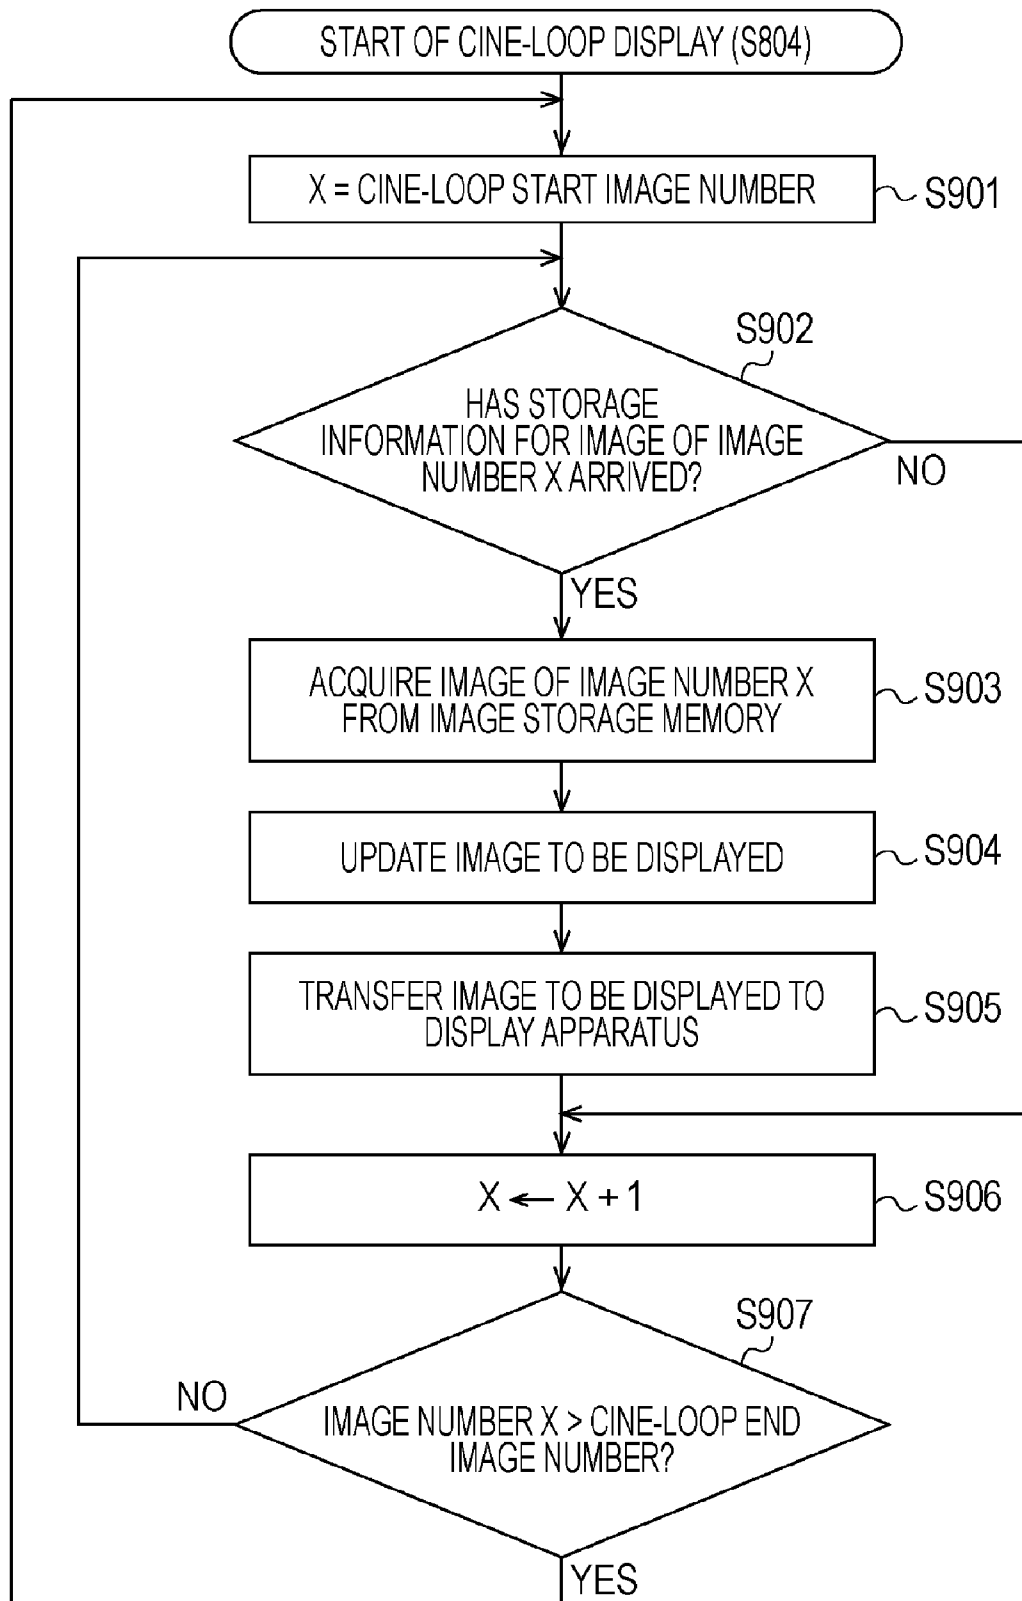 START OF CINE-LOOP DISPLAY (S804)
X = CINE-LOOP START IMAGE NUMBER
S901
S902
HAS STORAGE
INFORMATION FOR IMAGE OF IMAGE
NUMBER X ARRIVED?
NO
YES
ACQUIRE IMAGE OF IMAGE NUMBER X
FROM IMAGE STORAGE MEMORY
S903
UPDATE IMAGE TO BE DISPLAYED
S904
TRANSFER IMAGE TO BE DISPLAYED TO
DISPLAY APPARATUS
S905
X ← X + 1
S906
S907
NO
IMAGE NUMBER X > CINE-LOOP END
IMAGE NUMBER?
YES